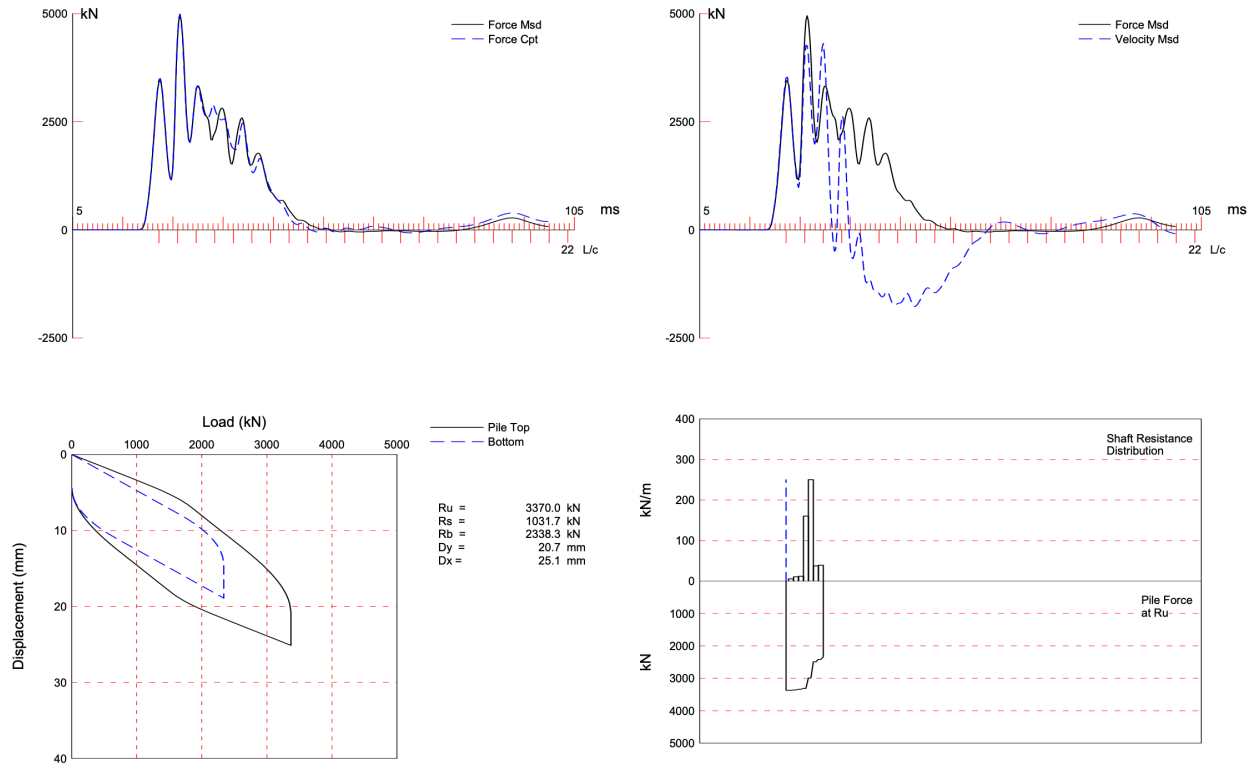 5000 kN
Force Msd
Force Cpt
2500
5
105 ms
0
22 L/c
-2500
5000 kN
Force Msd
Velocity Msd
2500
5
105 ms
0
22 L/c
-2500
Load (kN)
0 1000 2000 3000 4000 5000
Pile Top
Bottom
0
10
20
30
40
Displacement (mm)
Ru = 3370.0 kN
Rs = 1031.7 kN
Rb = 2338.3 kN
Dy = 20.7 mm
Dx = 25.1 mm
400
Shaft Resistance
Distribution
300
200
100
0
kN/m
Pile Force
at Ru
1000
2000
3000
4000
5000
kN